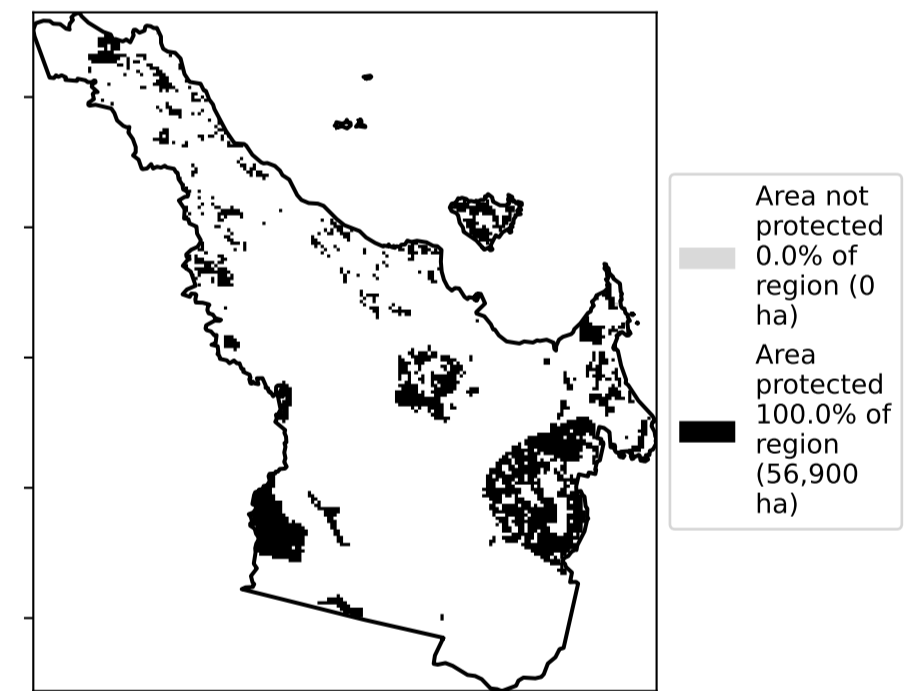 Area not
protected
0.0% of
region (0
ha)
Area
protected
100.0% of
region
(56,900
ha)